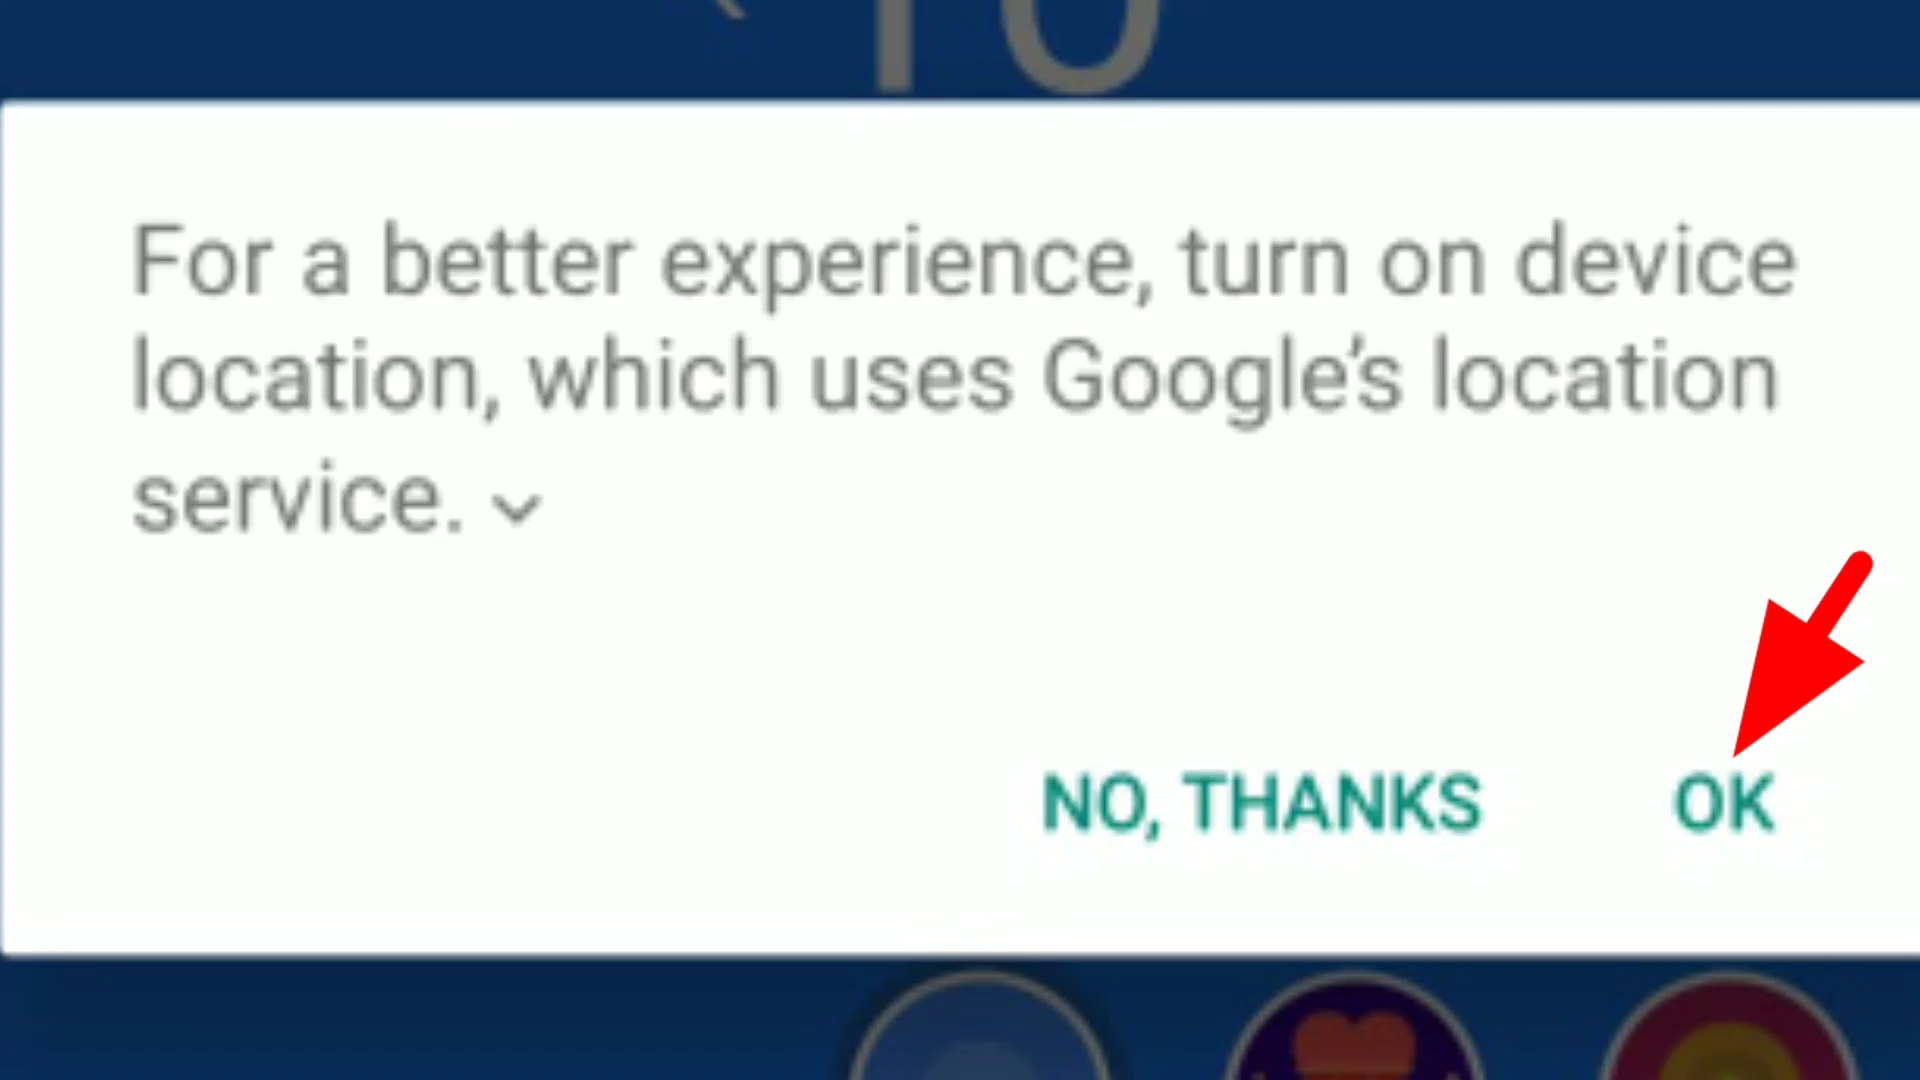 For a better experience, turn on device
location, which uses Google’s location
service.
NO, THANKS OK